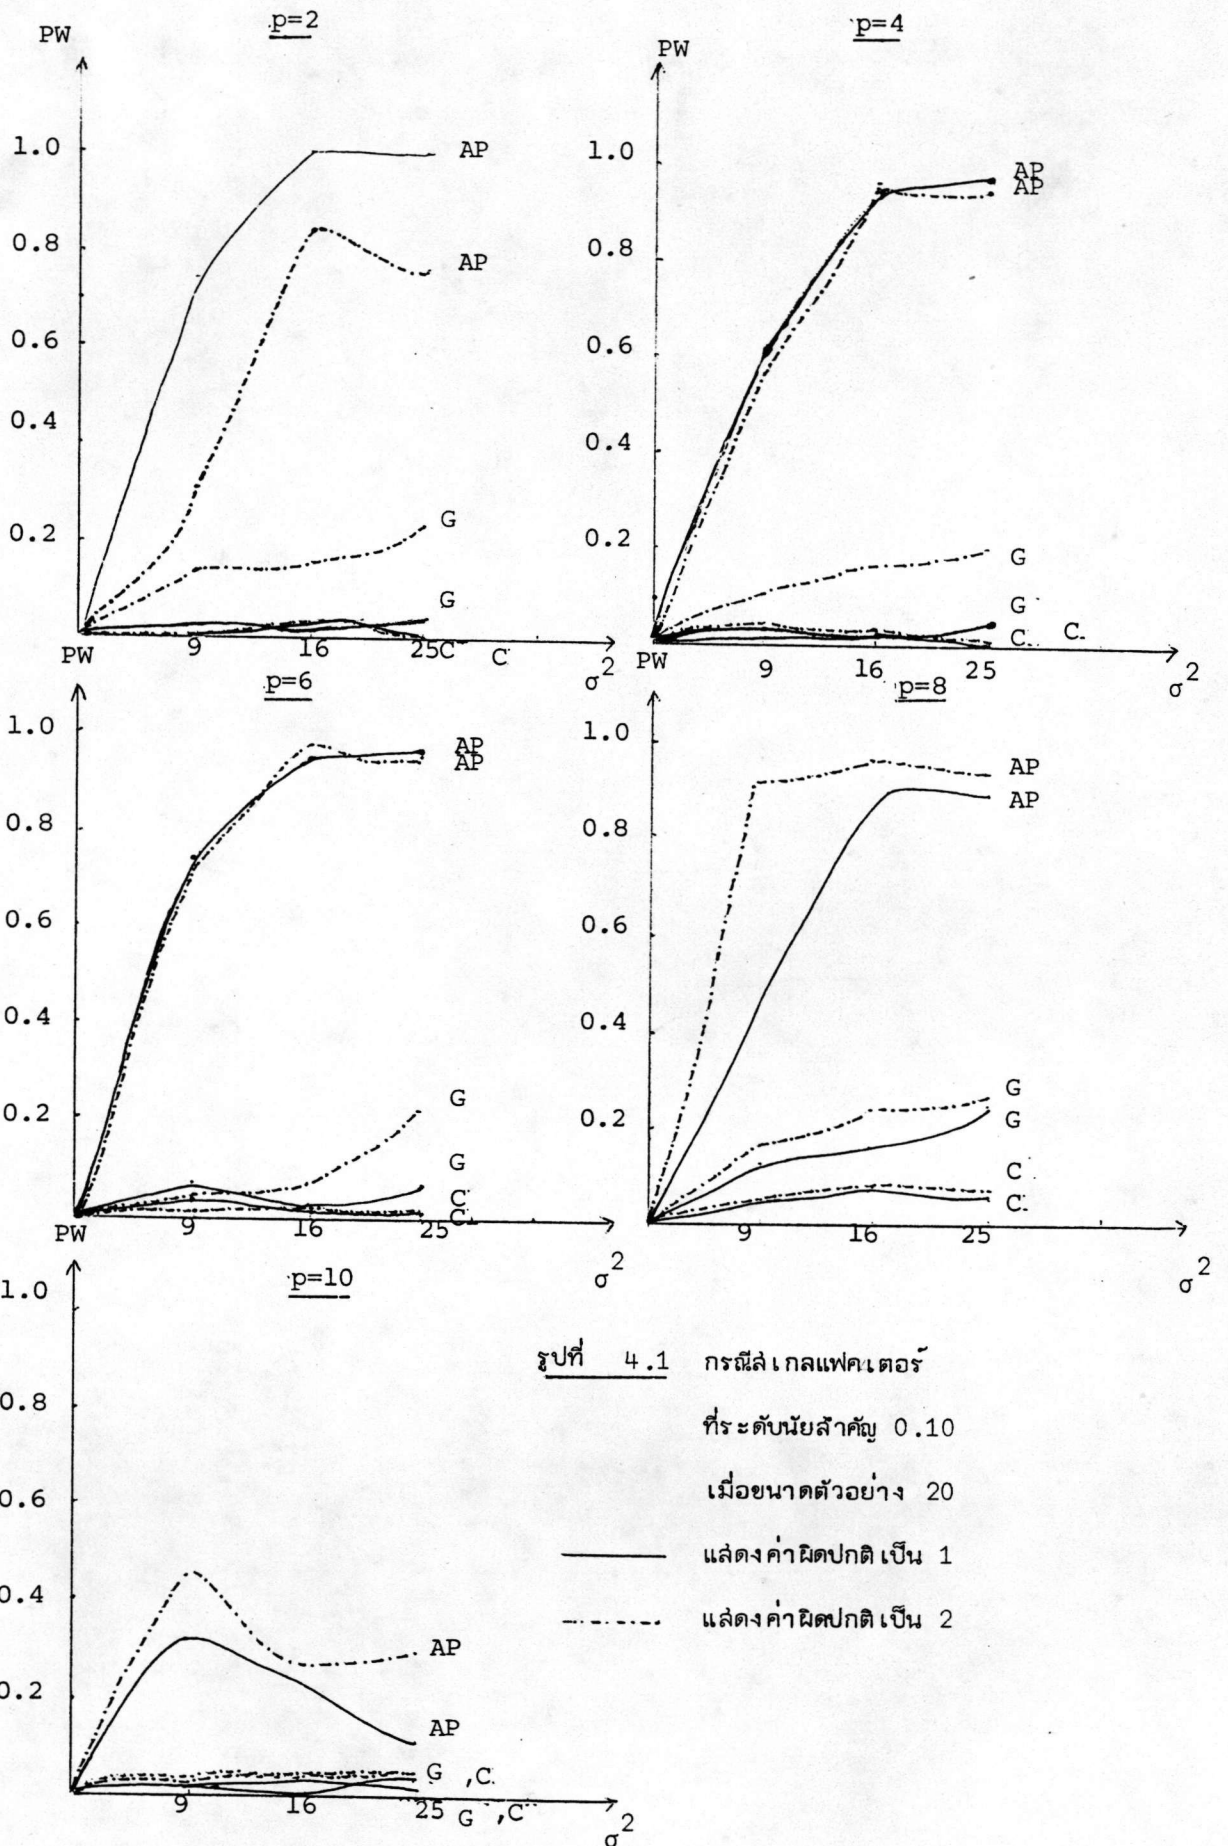 p=2
PW
1.0
0.8
0.6
0.4
0.2
AP
AP
G
G
C C
9 16 25
σ²
p=4
PW
1.0
0.8
0.6
0.4
0.2
AP
AP
G
G
C C
9 16 25
σ²
p=6
PW
1.0
0.8
0.6
0.4
0.2
AP
AP
G
G
C
C
9 16 25
σ²
p=8
PW
1.0
0.8
0.6
0.4
0.2
AP
AP
G
G
C
C
9 16 25
σ²
p=10
PW
1.0
0.8
0.6
0.4
0.2
AP
AP
G ,C
G ,C
9 16 25
σ²
รูปที่ 4.1 กรณีสเกลแฟคเตอร์
ที่ระดับนัยสำคัญ 0.10
เมื่อขนาดตัวอย่าง 20
แสดงค่าผิดปกติเป็น 1
แสดงค่าผิดปกติเป็น 2